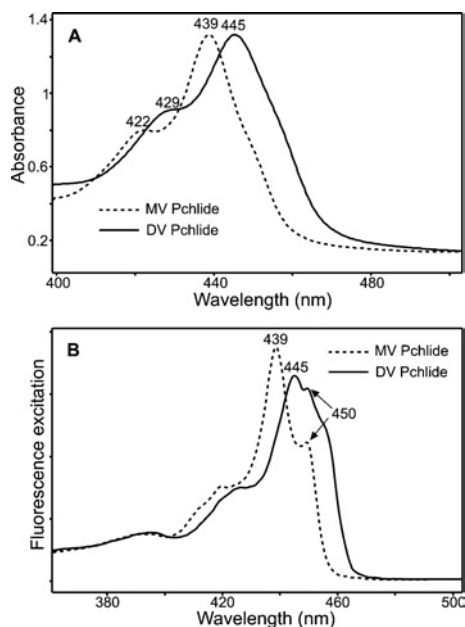 A
1.4
1
0.6
0.2
Absorbance
422
429
439
445
MV Pchlide
DV Pchlide
400
440
480
Wavelength (nm)
B
Fluorescence excitation
439
445
450
MV Pchlide
DV Pchlide
380
420
460
500
Wavelength (nm)